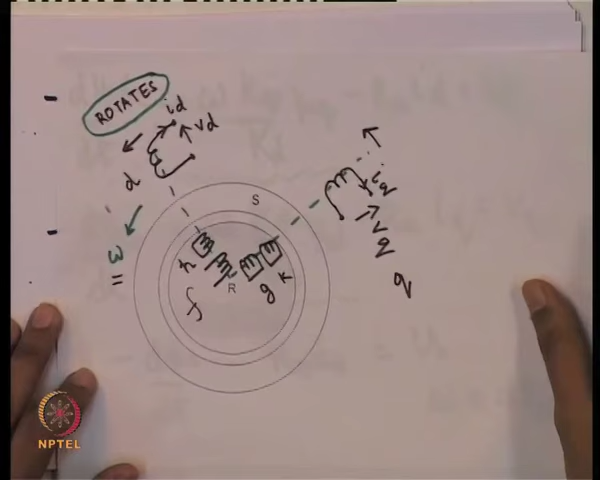 ROTATES
id
vd
d
ω
=
S
h
f
R
g
k
iq
vq
q
NPTEL